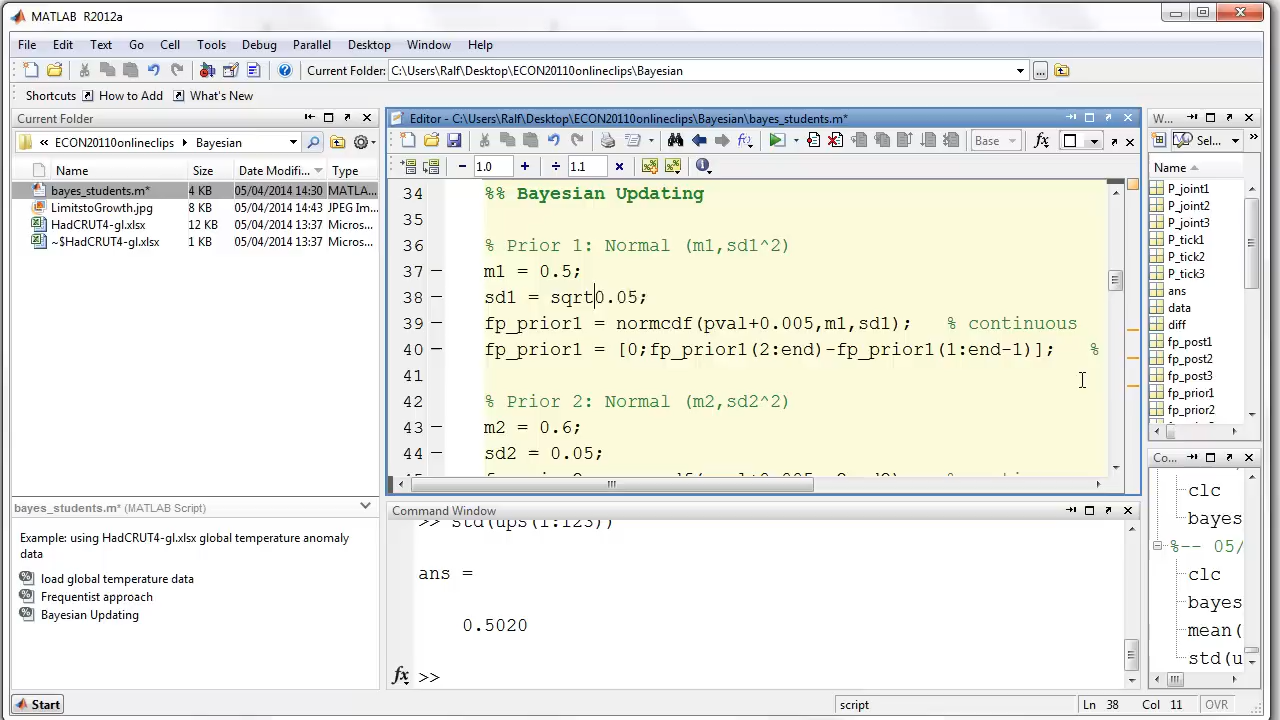 MATLAB R2012a
File Edit Text Go Cell Tools Debug Parallel Desktop Window Help
Current Folder: C:\Users\Ralf\Desktop\ECON20110onlineclips\Bayesian
Shortcuts How to Add What's New
Current Folder
« ECON20110onlineclips ▸ Bayesian
Name Size Date Modifi... Type
bayes_students.m* 4 KB 05/04/2014 14:30 MATLA...
LimitstoGrowth.jpg 8 KB 05/04/2014 14:43 JPEG Im...
HadCRUT4-gl.xlsx 12 KB 05/04/2014 13:37 Micros...
~$HadCRUT4-gl.xlsx 1 KB 05/04/2014 13:37 Micros...
bayes_students.m* (MATLAB Script)
Example: using HadCRUT4-gl.xlsx global temperature anomaly
data
load global temperature data
Frequentist approach
Bayesian Updating
Editor - C:\Users\Ralf\Desktop\ECON20110onlineclips\Bayesian\bayes_students.m*
Base
1.0 1.1
34 %% Bayesian Updating
35
36 % Prior 1: Normal (m1,sd1^2)
37 m1 = 0.5;
38 sd1 = sqrt0.05;
39 fp_prior1 = normcdf(pval+0.005,m1,sd1); % continuous
40 fp_prior1 = [0;fp_prior1(2:end)-fp_prior1(1:end-1)]; %
41
42 % Prior 2: Normal (m2,sd2^2)
43 m2 = 0.6;
44 sd2 = 0.05;
Command Window
>> std(ups(1:123))
ans =
0.5020
>>
W...
Sel...
Name
P_joint1
P_joint2
P_joint3
P_tick1
P_tick2
P_tick3
ans
data
diff
fp_post1
fp_post2
fp_post3
fp_prior1
fp_prior2
Co...
clc
bayes
%-- 05/
clc
bayes
mean(
std(u
Start
script
Ln 38 Col 11 OVR